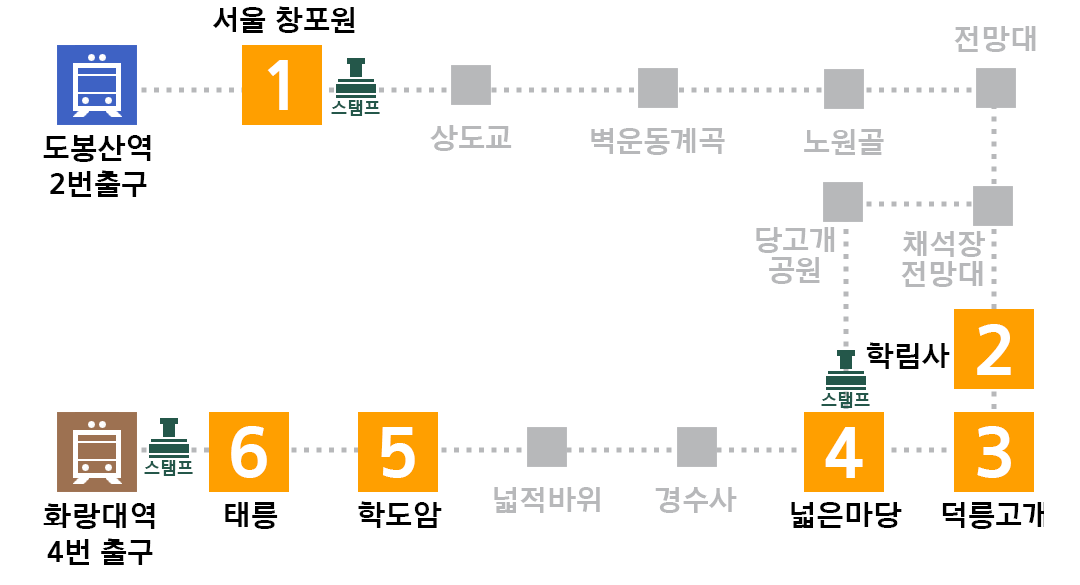 서울 창포원
1
스탬프
도봉산역
2번출구
상도교
벽운동계곡
노원골
전망대
당고개
공원
채석장
전망대
학림사
2
스탬프
화랑대역
4번 출구
스탬프
6
태릉
5
학도암
넓적바위
경수사
4
넓은마당
3
덕릉고개